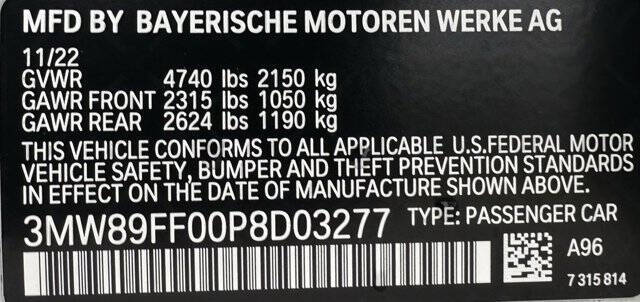 MFD BY BAYERISCHE MOTOREN WERKE AG
11/22
GVWR 4740 lbs 2150 kg
GAWR FRONT 2315 lbs 1050 kg
GAWR REAR 2624 lbs 1190 kg
THIS VEHICLE CONFORMS TO ALL APPLICABLE U.S.FEDERAL MOTOR
VEHICLE SAFETY, BUMPER AND THEFT PREVENTION STANDARDS
IN EFFECT ON THE DATE OF MANUFACTURE SHOWN ABOVE.
3MW89FF00P8D03277 TYPE: PASSENGER CAR
A96
7 315 814